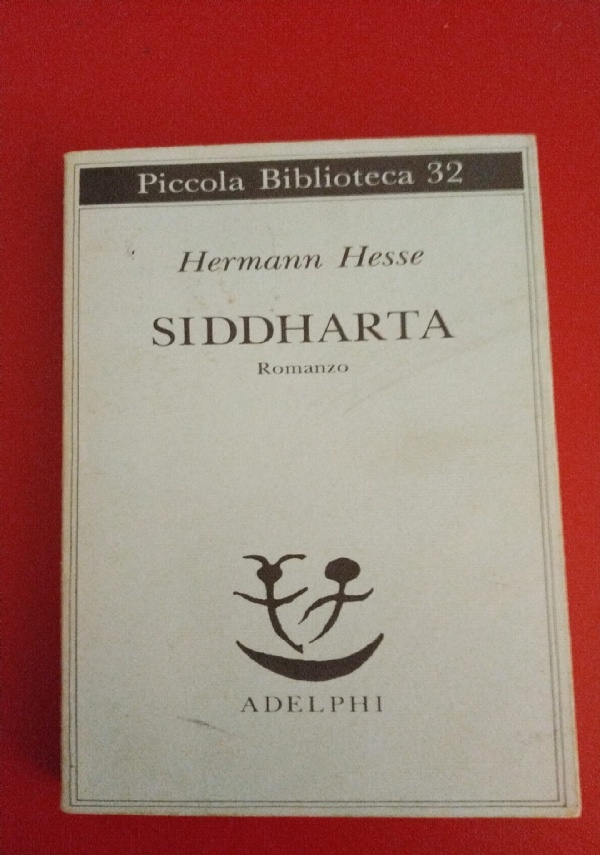 Piccola Biblioteca 32
Hermann Hesse
SIDDHARTA
Romanzo
ADELPHI